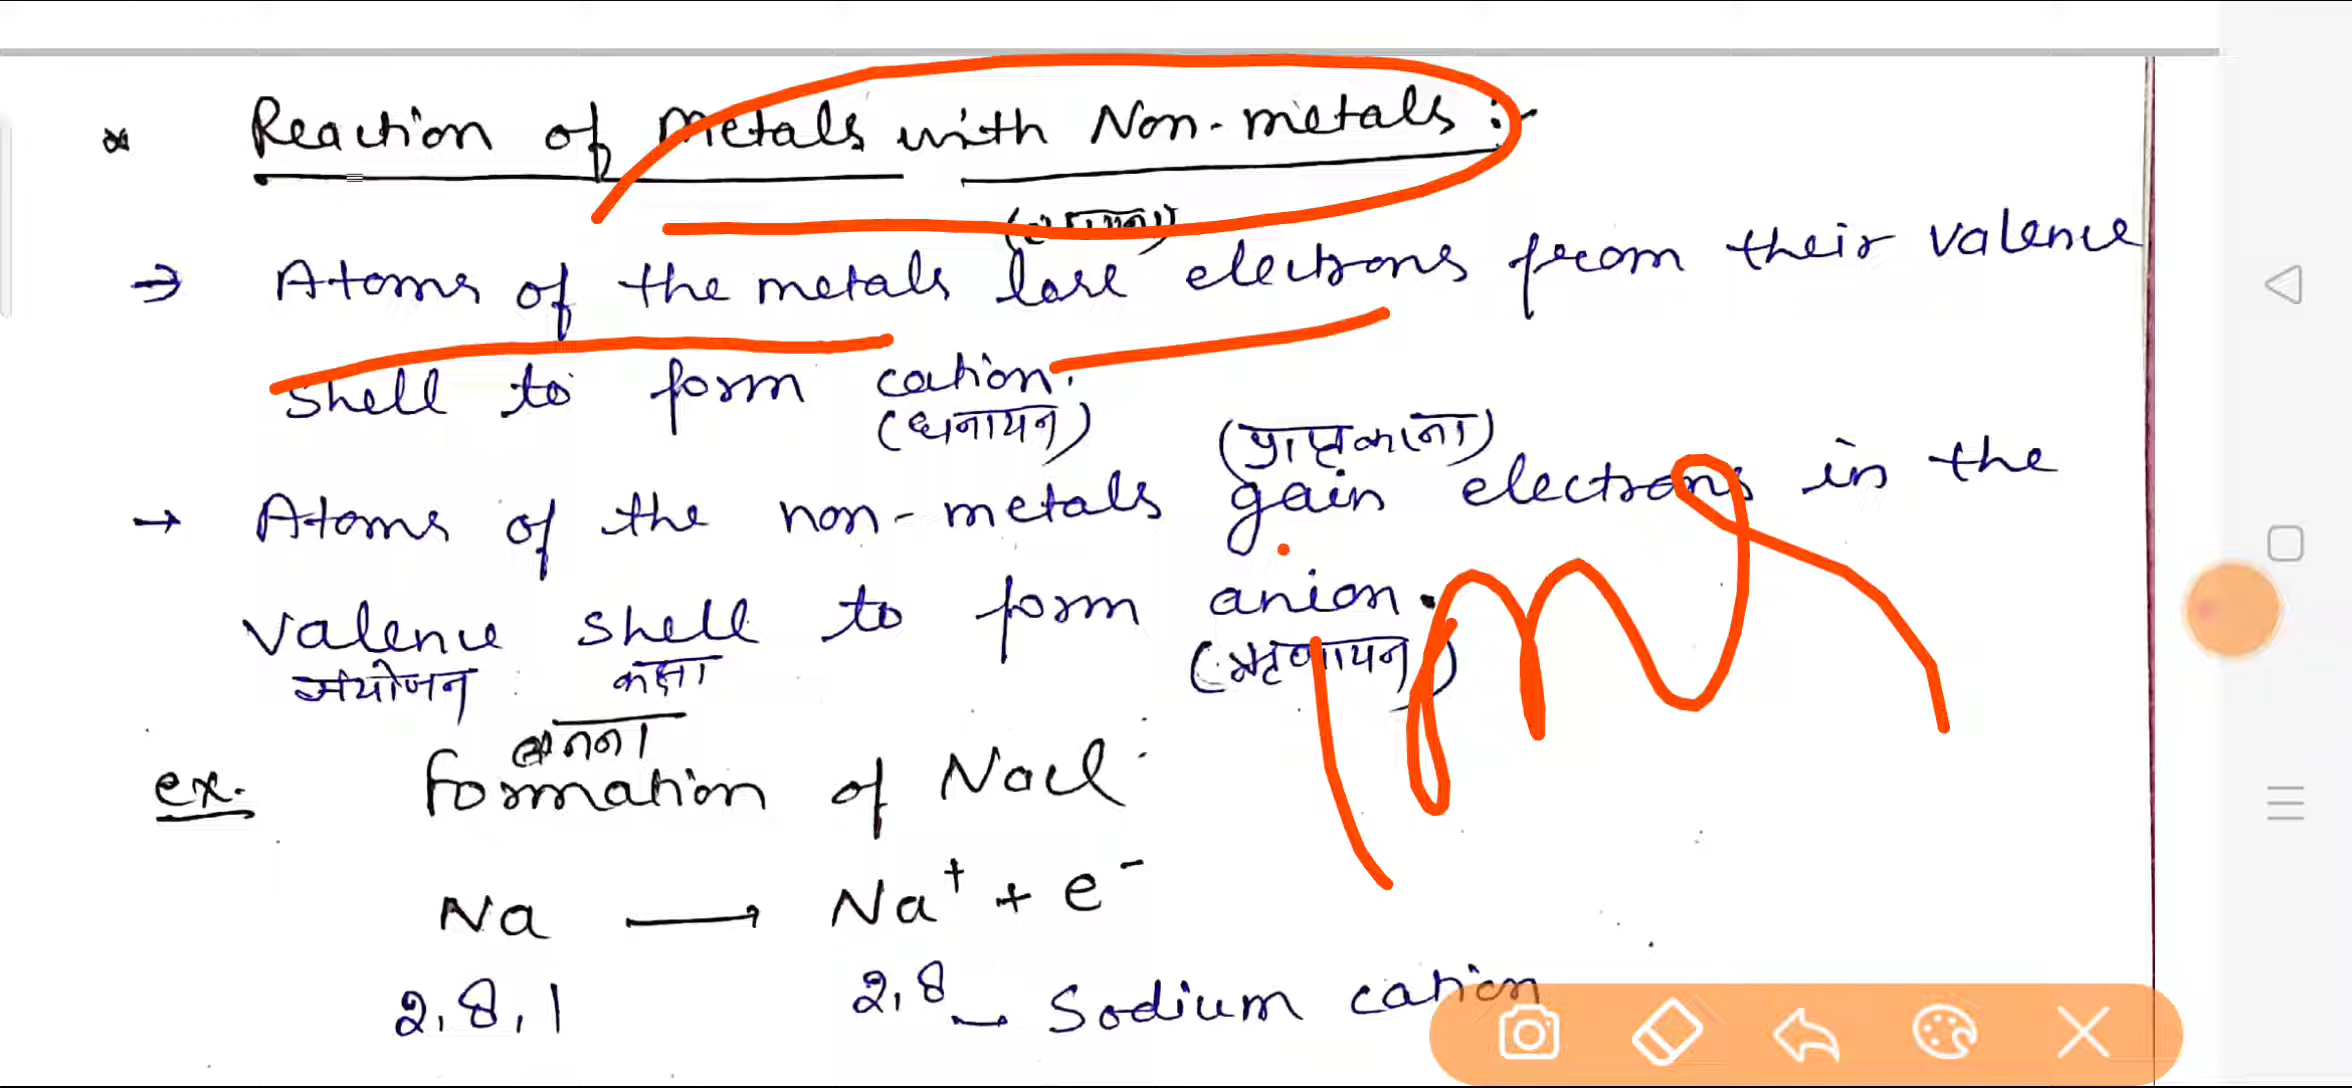 * Reaction of Metals with Non-metals :-
→ Atoms of the metals lose electrons from their valence
shell to form cation.
(धनायन)
(प्राप्त करना)
→ Atoms of the non-metals gain electrons in the
valence shell to form anion.
संयोजन कक्षा (ऋणायन)
बनना
ex. Formation of NaCl
Na ⟶ Na⁺ + e⁻
2,8,1 2,8 → Sodium cation